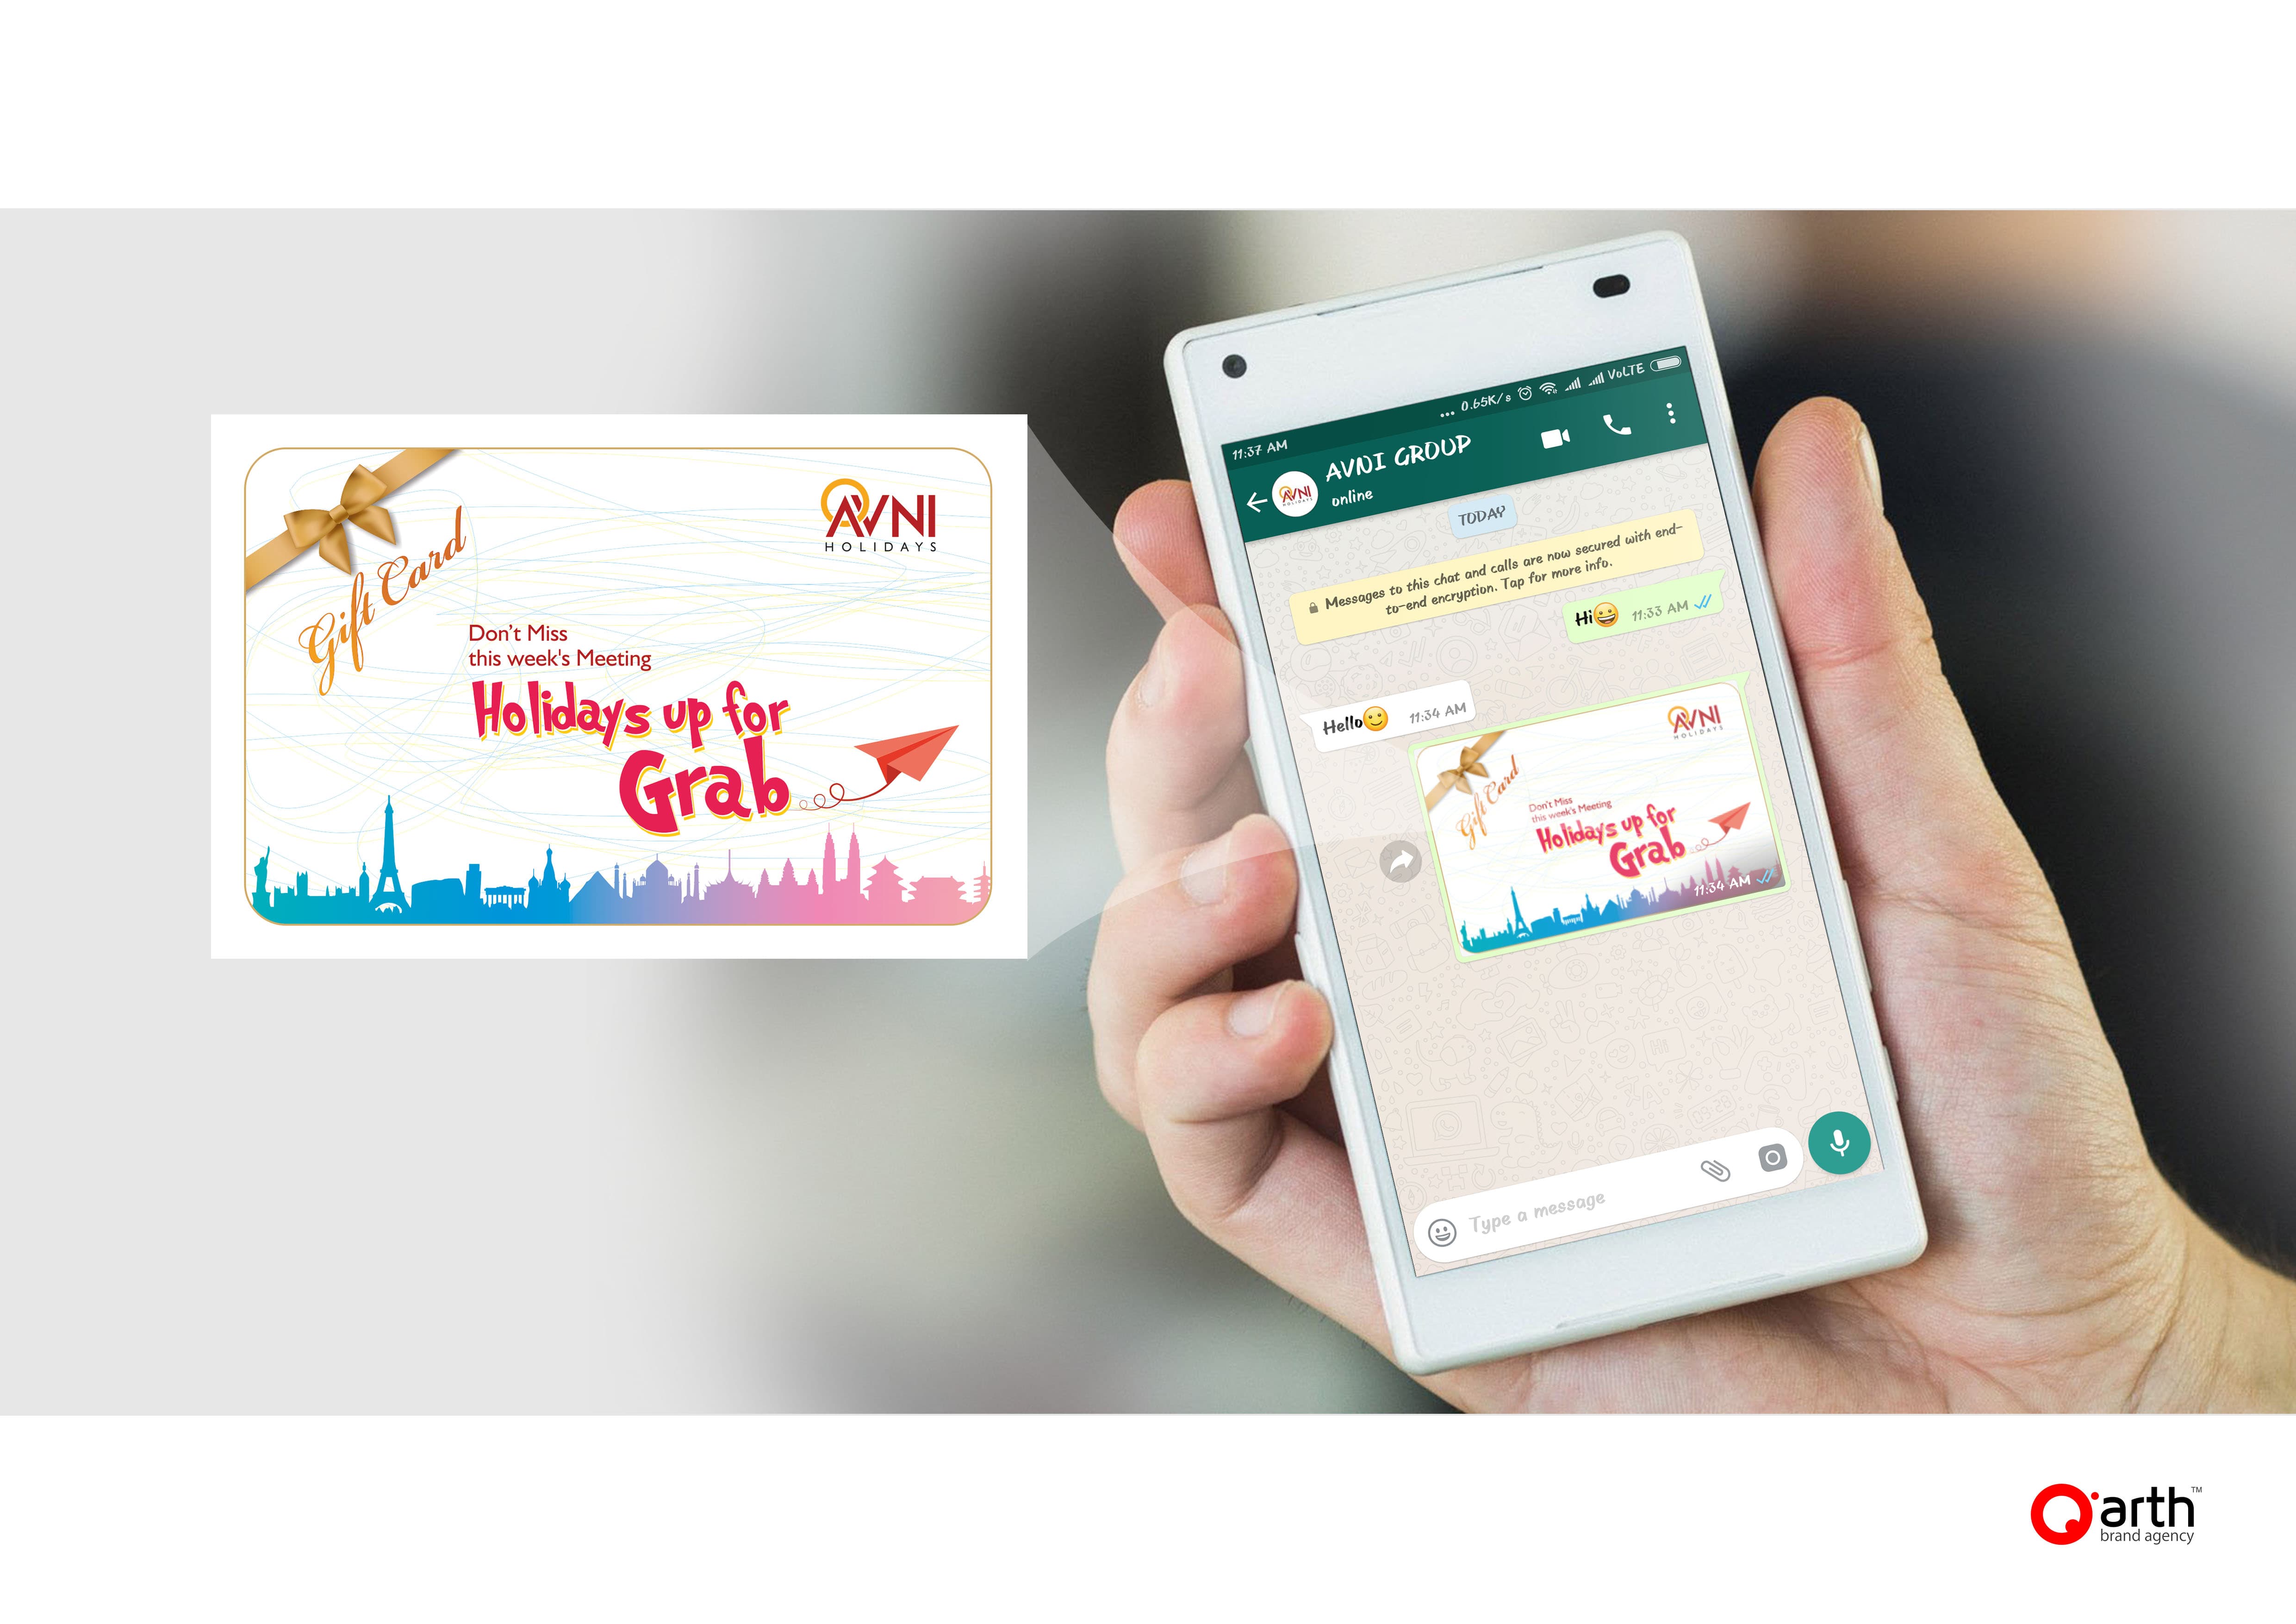 Gift Card
AVNI
HOLIDAYS
Don't Miss
this week's Meeting
Holidays up for
Grab
11:37 AM
... 0.65K/s
VoLTE
AVNI
HOLIDAYS
AVNI GROUP
online
TODAY
Messages to this chat and calls are now secured with end-
to-end encryption. Tap for more info.
Hi😀 11:33 AM
Hello🙂 11:34 AM
Gift Card
AVNI
HOLIDAYS
Don't Miss
this week's Meeting
Holidays up for
Grab
11:34 AM
Type a message
arth™
brand agency